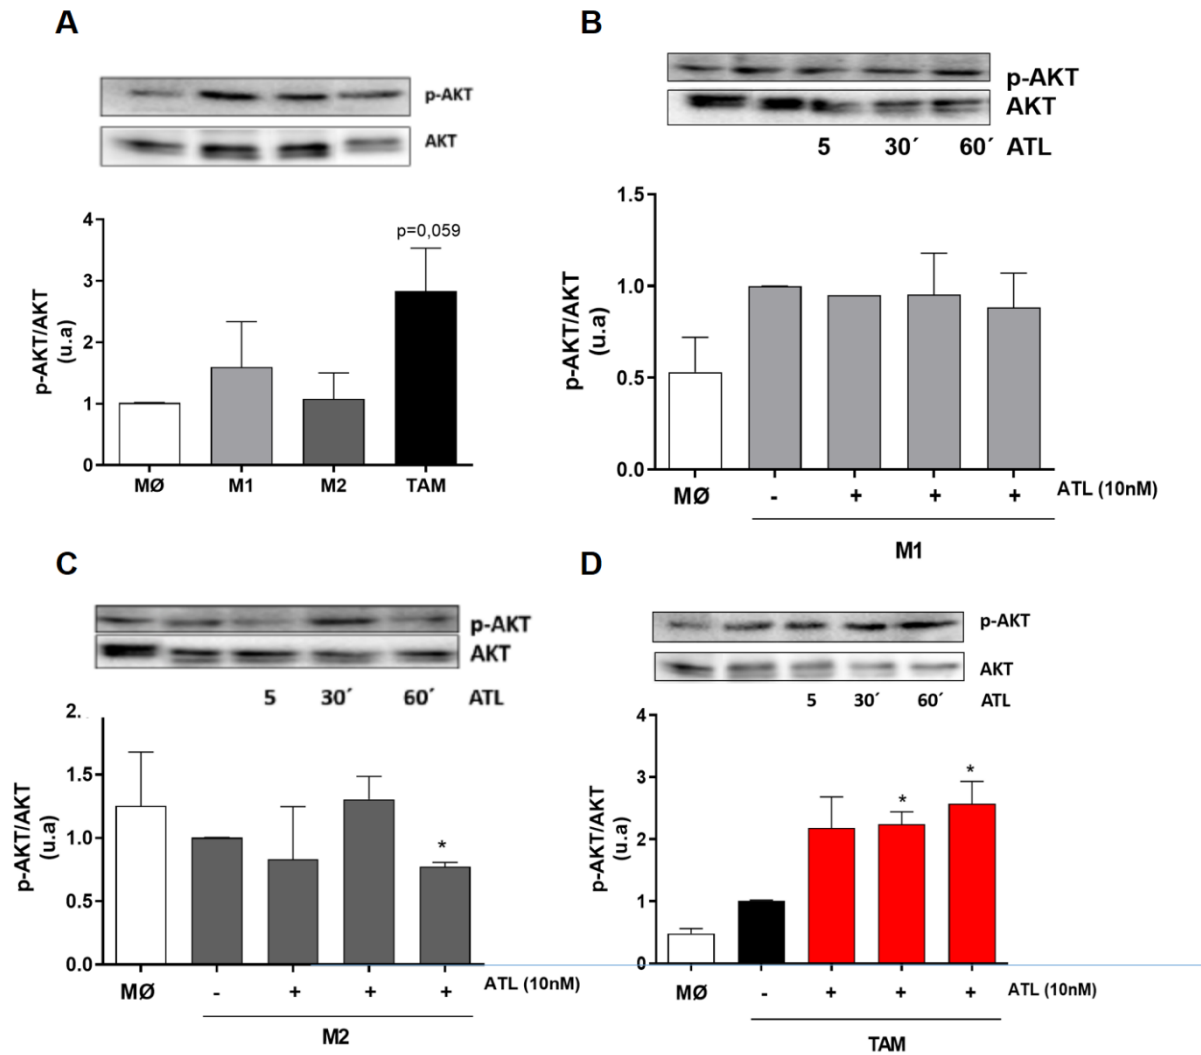 A
p-AKT
AKT
p-AKT/AKT
(u.a)
4
3
2
1
0
p=0,059
MØ M1 M2 TAM
B
p-AKT
AKT
5 30´ 60´ ATL
p-AKT/AKT
(u.a)
1.5
1.0
0.5
0.0
MØ - + + + ATL (10nM)
M1
C
p-AKT
AKT
5 30´ 60´ ATL
p-AKT/AKT
(u.a)
2.
1.5
1.0
0.5
0.0
*
MØ - + + + ATL (10nM)
M2
D
p-AKT
AKT
5 30´ 60´ ATL
p-AKT/AKT
(u.a)
4
3
2
1
0
* *
MØ - + + + ATL (10nM)
TAM